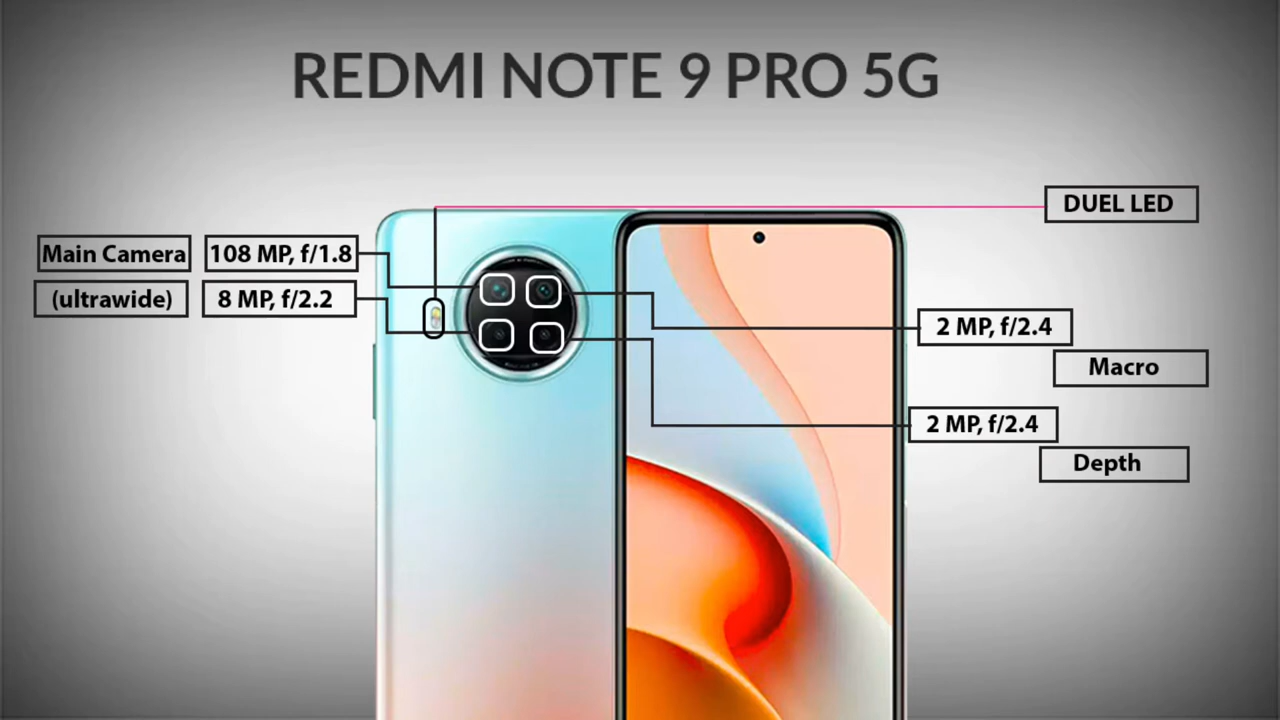 REDMI NOTE 9 PRO 5G
DUEL LED
Main Camera
108 MP, f/1.8
(ultrawide)
8 MP, f/2.2
2 MP, f/2.4
Macro
2 MP, f/2.4
Depth